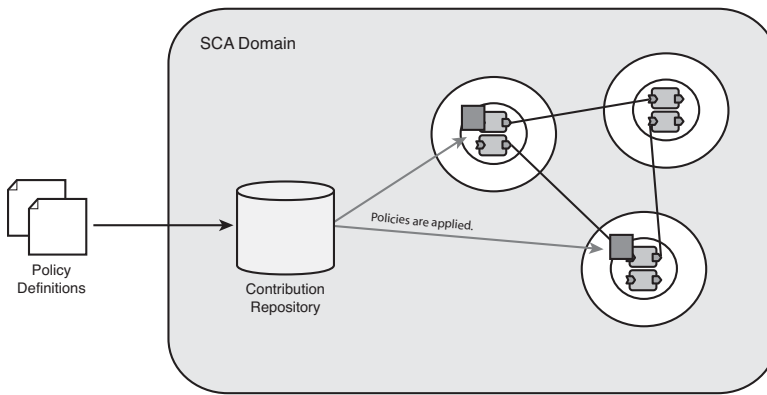 SCA Domain
Policies are applied.
Policy
Definitions
Contribution
Repository